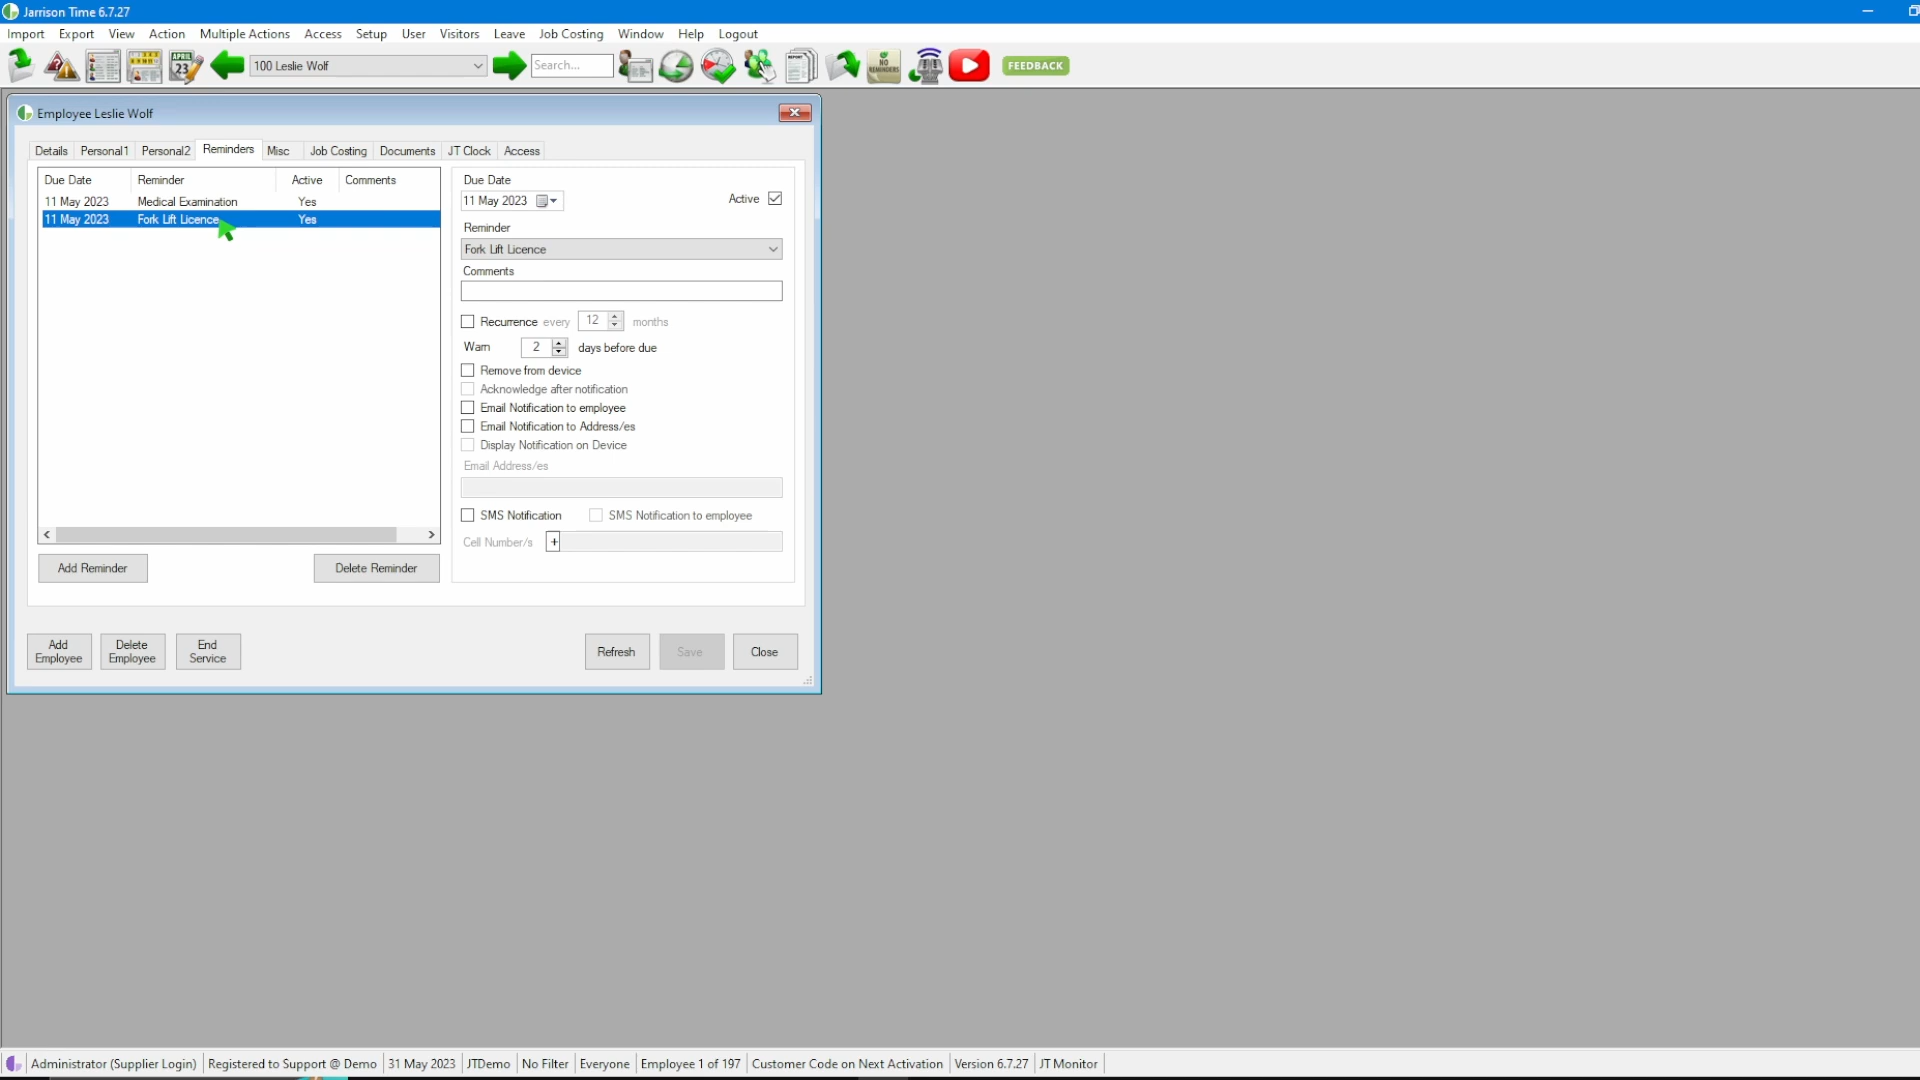 Jarrison Time 6.7.27
Import Export View Action Multiple Actions Access Setup User Visitors Leave Job Costing Window Help Logout
APRIL 23 100 Leslie Wolf Search... REPORT NO REMINDERS FEEDBACK
Employee Leslie Wolf
Details Personal1 Personal2 Reminders Misc Job Costing Documents JT Clock Access
Due Date Reminder Active Comments
11 May 2023 Medical Examination Yes
11 May 2023 Fork Lift Licence Yes
Due Date
11 May 2023 Active
Reminder
Fork Lift Licence
Comments
Recurrence every 12 months
Warn 2 days before due
Remove from device
Acknowledge after notification
Email Notification to employee
Email Notification to Address/es
Display Notification on Device
Email Address/es
SMS Notification SMS Notification to employee
Cell Number/s +
Add Reminder Delete Reminder
Add Employee Delete Employee End Service Refresh Save Close
Administrator (Supplier Login) Registered to Support @ Demo 31 May 2023 JTDemo No Filter Everyone Employee 1 of 197 Customer Code on Next Activation Version 6.7.27 JT Monitor